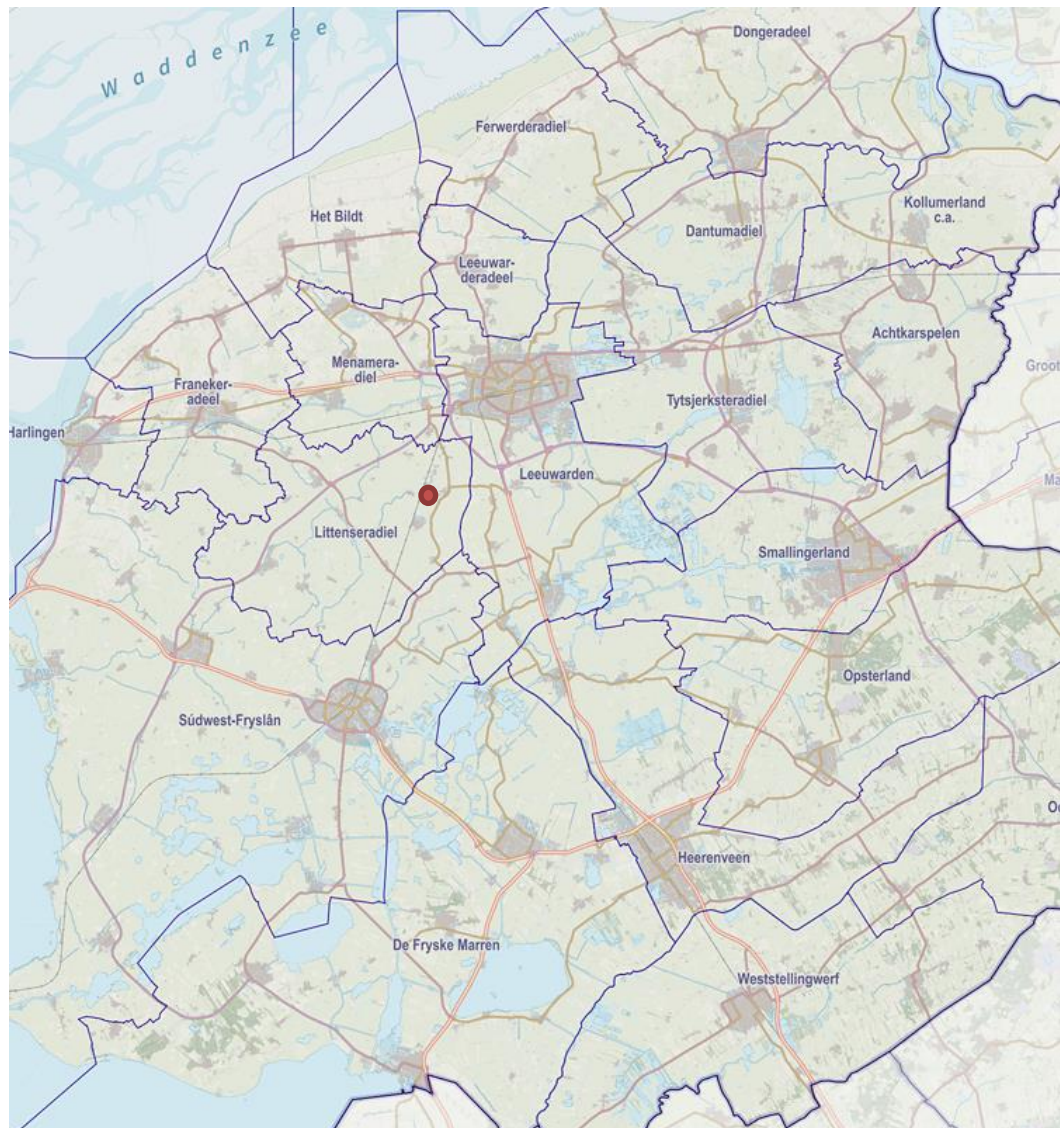 Waddenzee
Dongeradeel
Ferwerderadiel
Kollumerland
c.a.
Het Bildt
Dantumadiel
Leeuwar-
deradeel
Achtkarspelen
Menamera-
diel
Groot
Franeker-
adeel
Tytsjerksteradiel
Harlingen
Leeuwarden
Ma
Littenseradiel
Smallingerland
Opsterland
Súdwest-Fryslân
Oo
Heerenveen
De Fryske Marren
Weststellingwerf